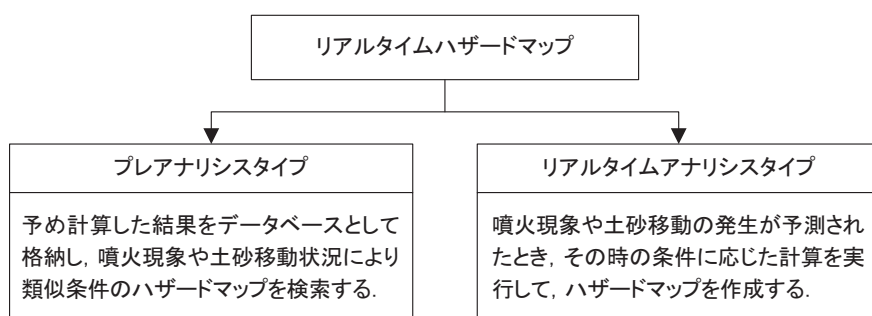 リアルタイムハザードマップ
プレアナリシスタイプ
予め計算した結果をデータベースとして
格納し, 噴火現象や土砂移動状況により
類似条件のハザードマップを検索する.
リアルタイムアナリシスタイプ
噴火現象や土砂移動の発生が予測され
たとき, その時の条件に応じた計算を実
行して, ハザードマップを作成する.